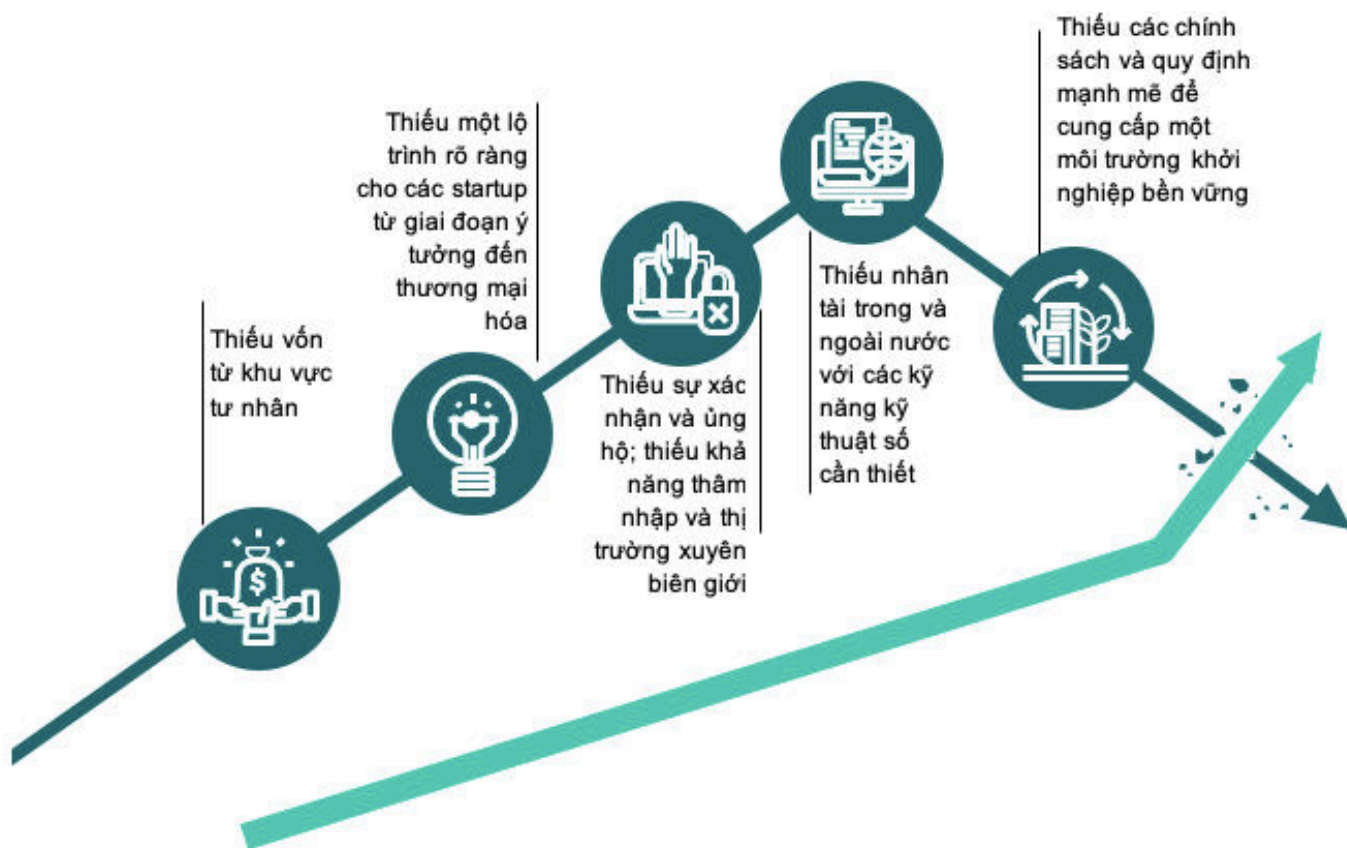 Thiếu vốn
từ khu vực
tư nhân
Thiếu một lộ
trình rõ ràng
cho các startup
từ giai đoạn ý
tưởng đến
thương mại
hóa
Thiếu sự xác
nhận và ủng
hộ; thiếu khả
năng thâm
nhập và thị
trường xuyên
biên giới
Thiếu nhân
tài trong và
ngoài nước
với các kỹ
năng kỹ
thuật số
cần thiết
Thiếu các chính
sách và quy định
mạnh mẽ để
cung cấp một
môi trường khởi
nghiệp bền vững